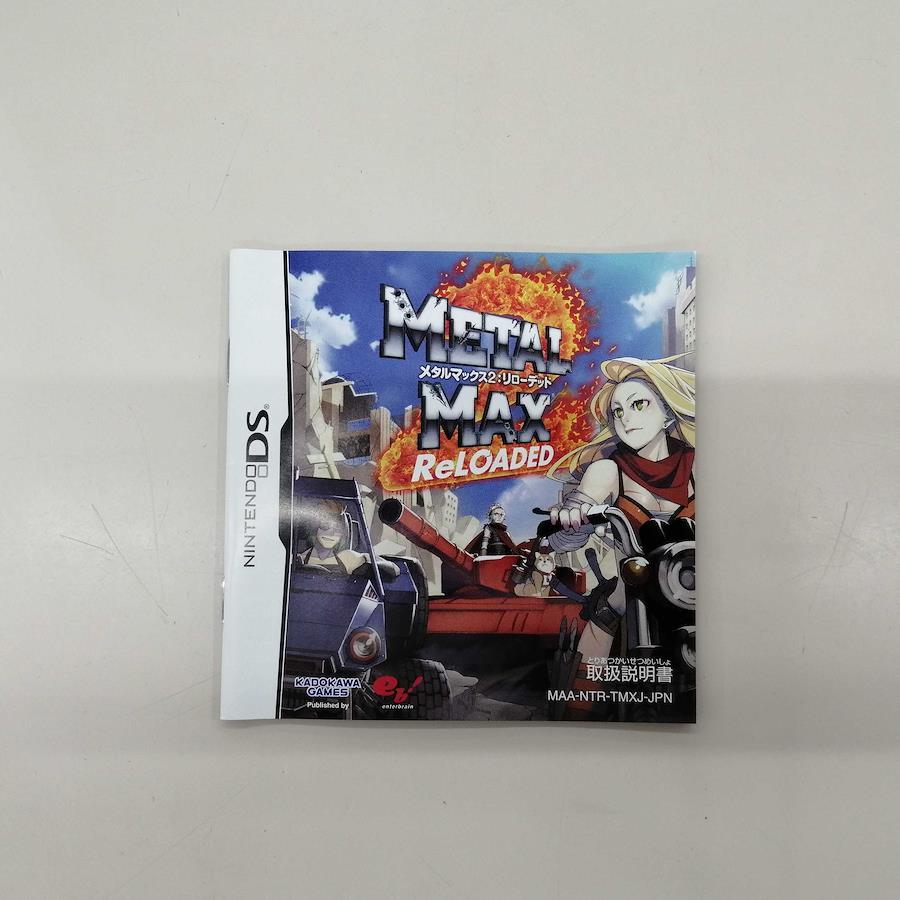 NINTENDO DS®
METAL
メタルマックス2:リローデッド
MAX
ReLOADED
とりあつかいせつめいしょ
取扱説明書
MAA-NTR-TMXJ-JPN
KADOKAWA
GAMES
Published by
eb!
enterbrain